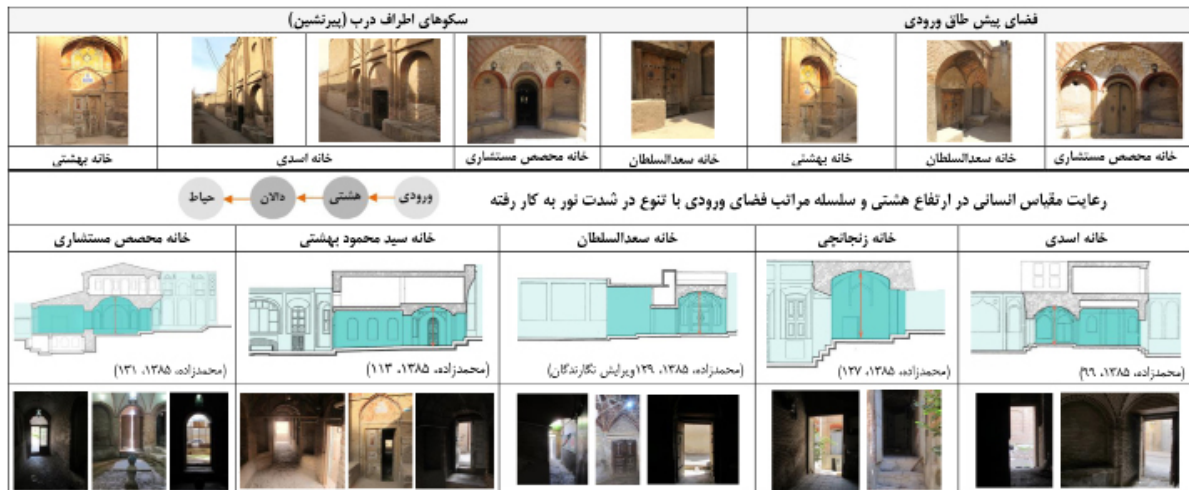 فضای پیش طاق ورودی
سکوهای اطراف درب (پیرنشین)
خانه محصص مستشاری
خانه سعدالسلطان
خانه بهشتی
خانه سعدالسلطان
خانه محصص مستشاری
خانه اسدی
خانه بهشتی
رعایت مقیاس انسانی در ارتفاع هشتی و سلسله مراتب فضای ورودی با تنوع در شدت نور به کار رفته
ورودی
هشتی
دالان
حیاط
خانه اسدی
خانه زنجانچی
خانه سعدالسلطان
خانه سید محمود بهشتی
خانه محصص مستشاری
(محمدزاده، ۱۳۸۵، ۹۹)
(محمدزاده، ۱۳۸۵، ۱۲۷)
(محمدزاده، ۱۳۸۵، ۱۲۹ویرایش نگارندگان)
(محمدزاده، ۱۳۸۵، ۱۱۳)
(محمدزاده، ۱۳۸۵، ۱۳۱)